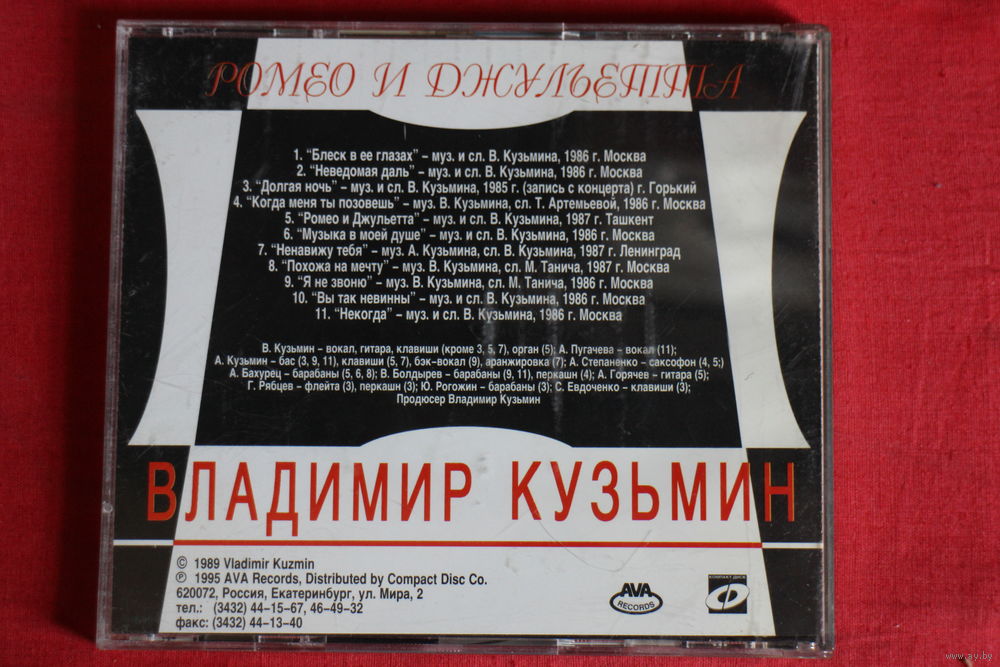 РОМЕО И ДЖУЛЬЕТТА
1. “Блеск в ее глазах” – муз. и сл. В. Кузьмина, 1986 г. Москва
2. “Неведомая даль” – муз. и сл. В. Кузьмина, 1986 г. Москва
3. “Долгая ночь” – муз. и сл. В. Кузьмина, 1985 г. (запись с концерта) г. Горький
4. “Когда меня ты позовешь” – муз. В. Кузьмина, сл. Т. Артемьевой, 1986 г. Москва
5. “Ромео и Джульетта” – муз. и сл. В. Кузьмина, 1987 г. Ташкент
6. “Музыка в моей душе” – муз. и сл. В. Кузьмина, 1986 г. Москва
7. “Ненавижу тебя” – муз. А. Кузьмина, сл. В. Кузьмина, 1987 г. Ленинград
8. “Похожа на мечту” – муз. В. Кузьмина, сл. М. Танича, 1987 г. Москва
9. “Я не звоню” – муз. В. Кузьмина, сл. М. Танича, 1986 г. Москва
10. “Вы так невинны” – муз. и сл. В. Кузьмина, 1986 г. Москва
11. “Некогда” – муз. и сл. В. Кузьмина, 1986 г. Москва
В. Кузьмин – вокал, гитара, клавиши (кроме 3, 5, 7), орган (5); А. Пугачева – вокал (11);
А. Кузьмин – бас (3, 9, 11), клавиши (5, 7), бэк-вокал (9), аранжировка (7); А. Степаненко – саксофон (4, 5;)
А. Бахурец – барабаны (5, 6, 8); В. Болдырев – барабаны (9, 11), перкашн (4); А. Горячев – гитара (5);
Г. Рябцев – флейта (3), перкашн (3); Ю. Рогожин – барабаны (3); С. Евдоченко – клавиши (3);
Продюсер Владимир Кузьмин
ВЛАДИМИР КУЗЬМИН
© 1989 Vladimir Kuzmin
℗ 1995 AVA Records, Distributed by Compact Disc Co.
620072, Россия, Екатеринбург, ул. Мира, 2
тел.: (3432) 44-15-67, 46-49-32
факс: (3432) 44-13-40
AVA
RECORDS
КОМПАКТ ДИСК
CD
www.ay.by